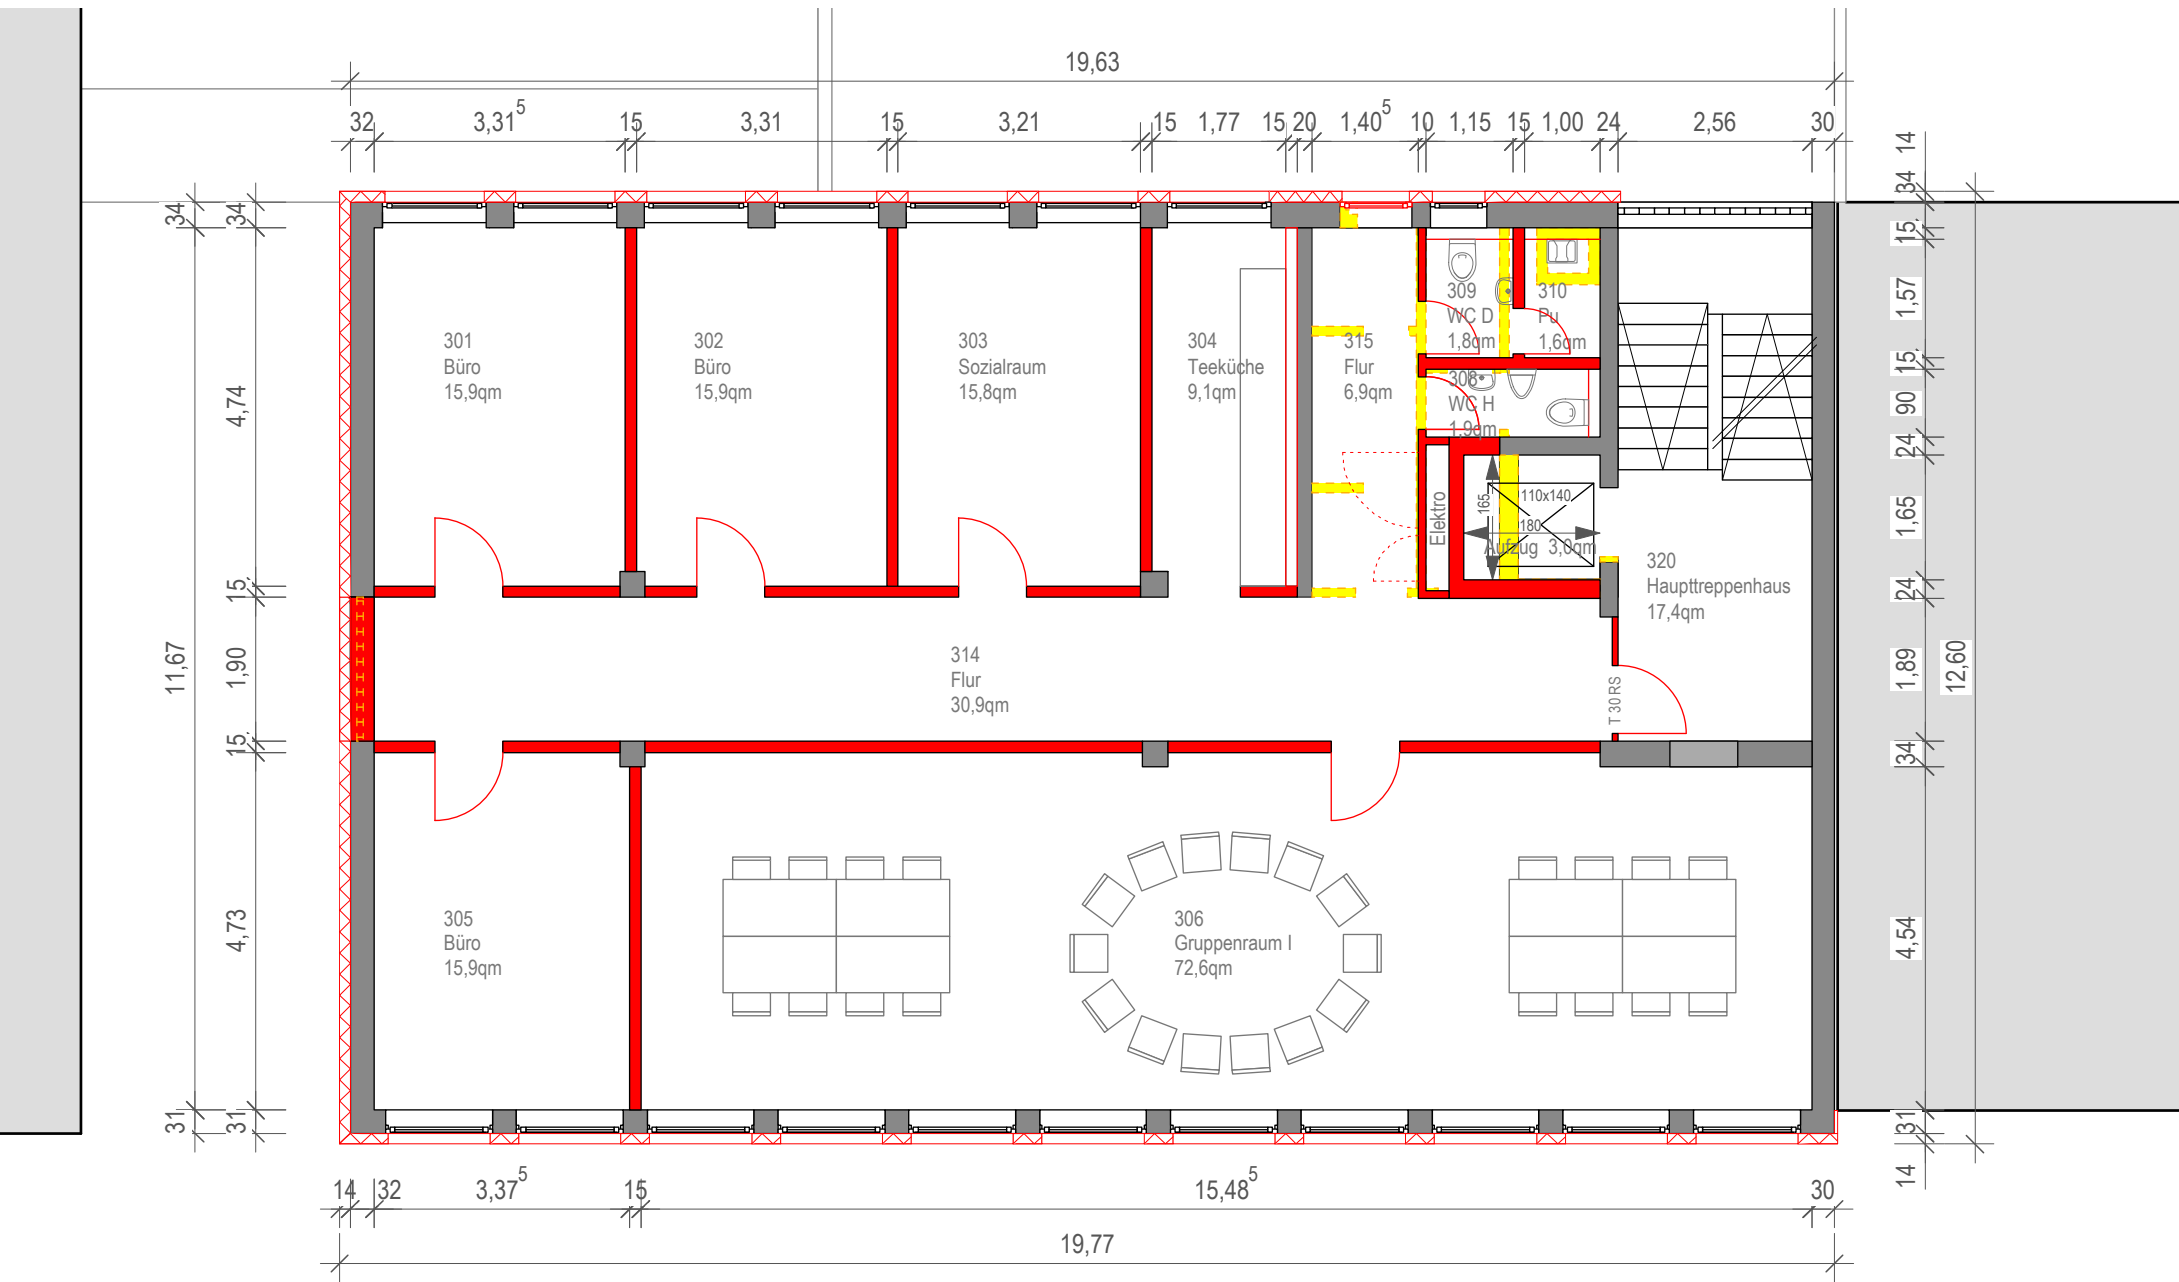 19,63
32 3,31⁵ 15 3,31 15 3,21 15 1,77 15 20 1,40⁵ 10 1,15 15 1,00 24 2,56 30
14
34
15
1,57
15
90
24
1,65
24
1,89
34
4,54
31
14
12,60
34
11,67
31
34
4,74
15
1,90
15
4,73
31
301
Büro
15,9qm
302
Büro
15,9qm
303
Sozialraum
15,8qm
304
Teeküche
9,1qm
315
Flur
6,9qm
309
WC D
1,8qm
310
Pu
1,6qm
308
WC H
1,9qm
Elektro
165
110x140
180
Aufzug 3,0qm
320
Haupttreppenhaus
17,4qm
314
Flur
30,9qm
T 30 RS
305
Büro
15,9qm
306
Gruppenraum I
72,6qm
14 32 3,37⁵ 15 15,48⁵ 30
19,77